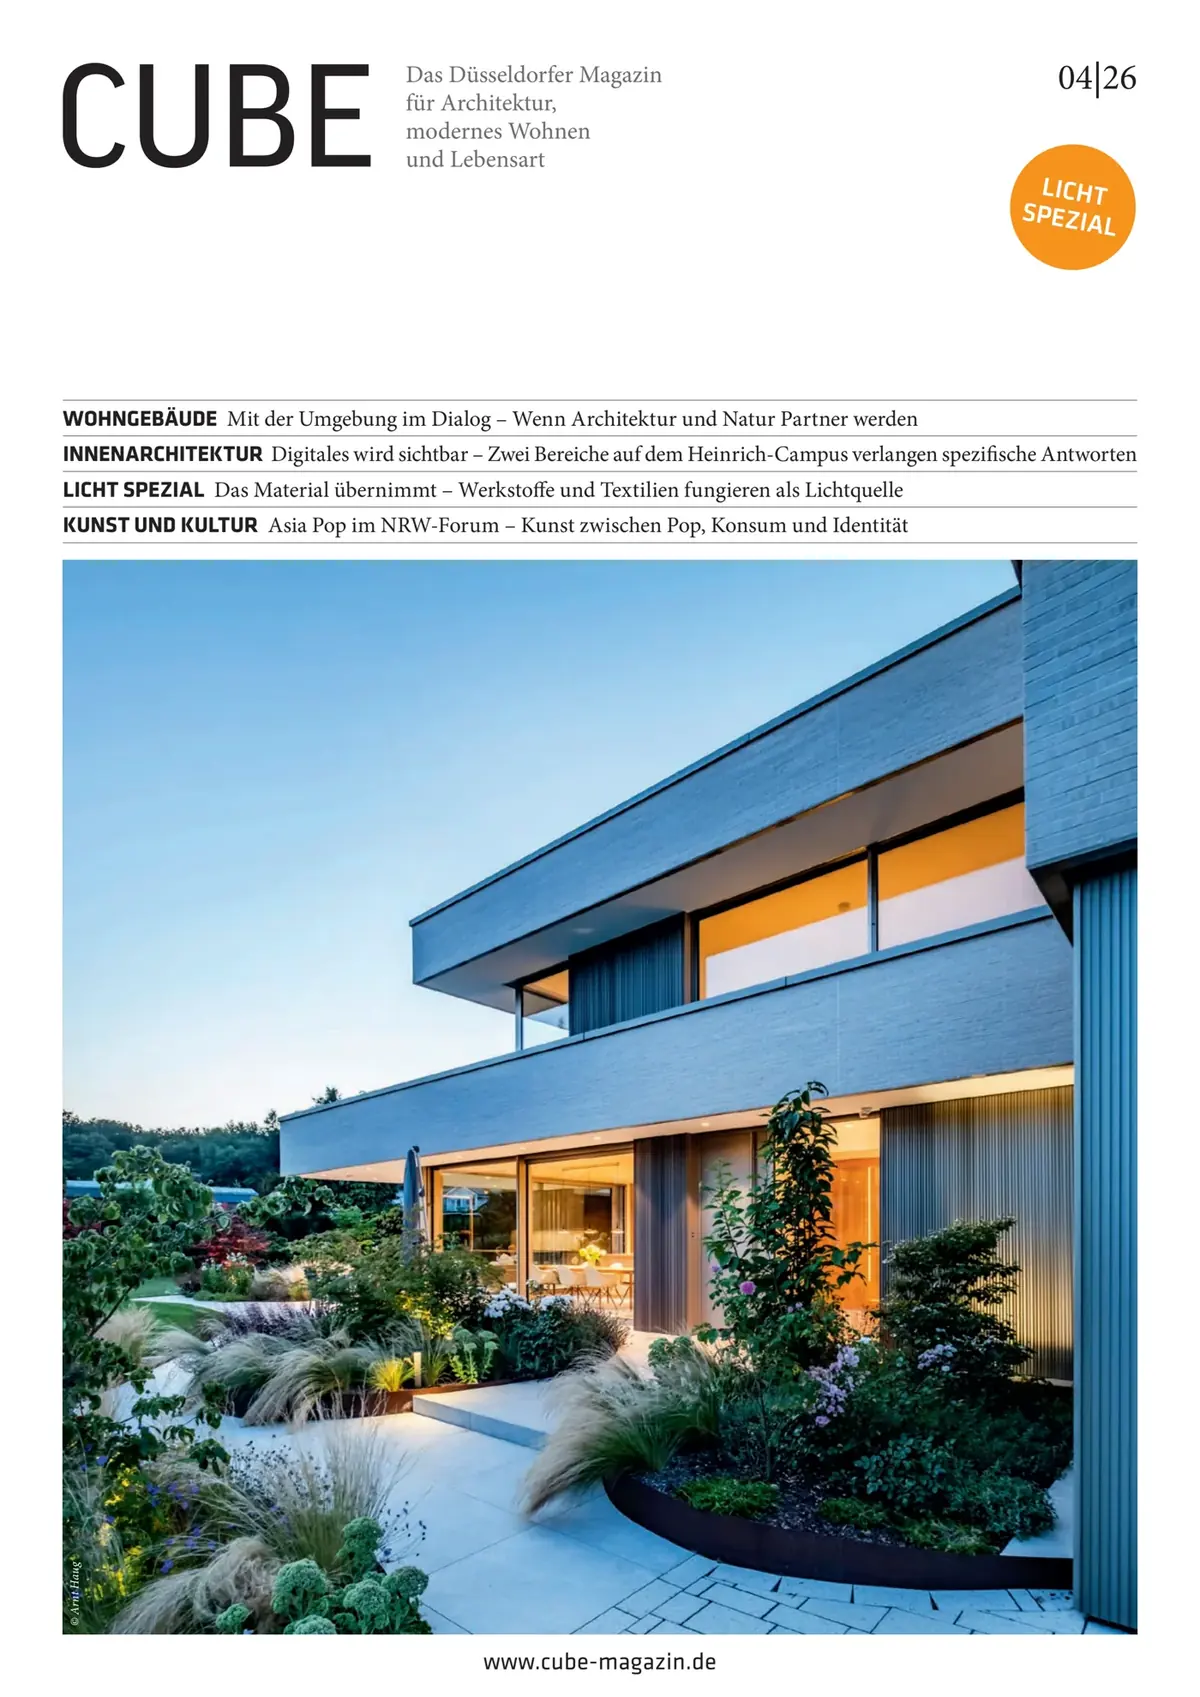 CUBE
Das Düsseldorfer Magazin
für Architektur,
modernes Wohnen
und Lebensart
04|26
LICHT
SPEZIAL
WOHNGEBÄUDE Mit der Umgebung im Dialog – Wenn Architektur und Natur Partner werden
INNENARCHITEKTUR Digitales wird sichtbar – Zwei Bereiche auf dem Heinrich-Campus verlangen spezifische Antworten
LICHT SPEZIAL Das Material übernimmt – Werkstoffe und Textilien fungieren als Lichtquelle
KUNST UND KULTUR Asia Pop im NRW-Forum – Kunst zwischen Pop, Konsum und Identität
© Arnt Haug
www.cube-magazin.de